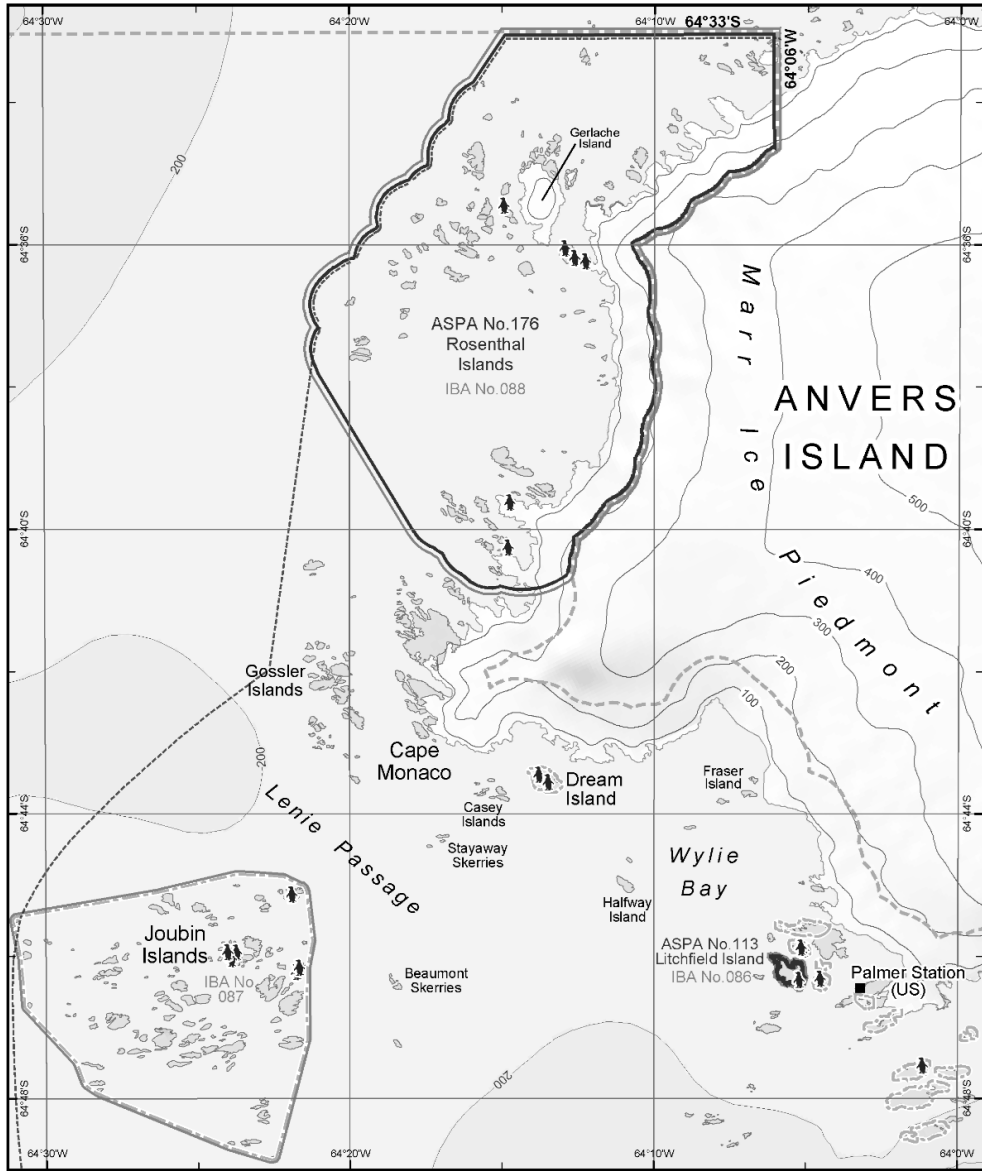 64°30'W
64°20'W
64°10'W
64°0'W
64°33'S
64°06'W
200
Gerlache
Island
64°36'S
64°36'S
ASPA No.176
Rosenthal
Islands
IBA No.088
Marr Ice
Piedmont
ANVERS
ISLAND
500
400
300
200
100
64°40'S
64°40'S
Gossler
Islands
200
Cape
Monaco
Dream
Island
Fraser
Island
Casey
Islands
64°44'S
64°44'S
Lenie Passage
Stayaway
Skerries
Wylie
Bay
Halfway
Island
Joubin
Islands
IBA No.
087
ASPA No.113
Litchfield Island
IBA No.086
Palmer Station
(US)
Beaumont
Skerries
200
64°48'S
64°48'S
64°30'W
64°20'W
64°10'W
64°0'W